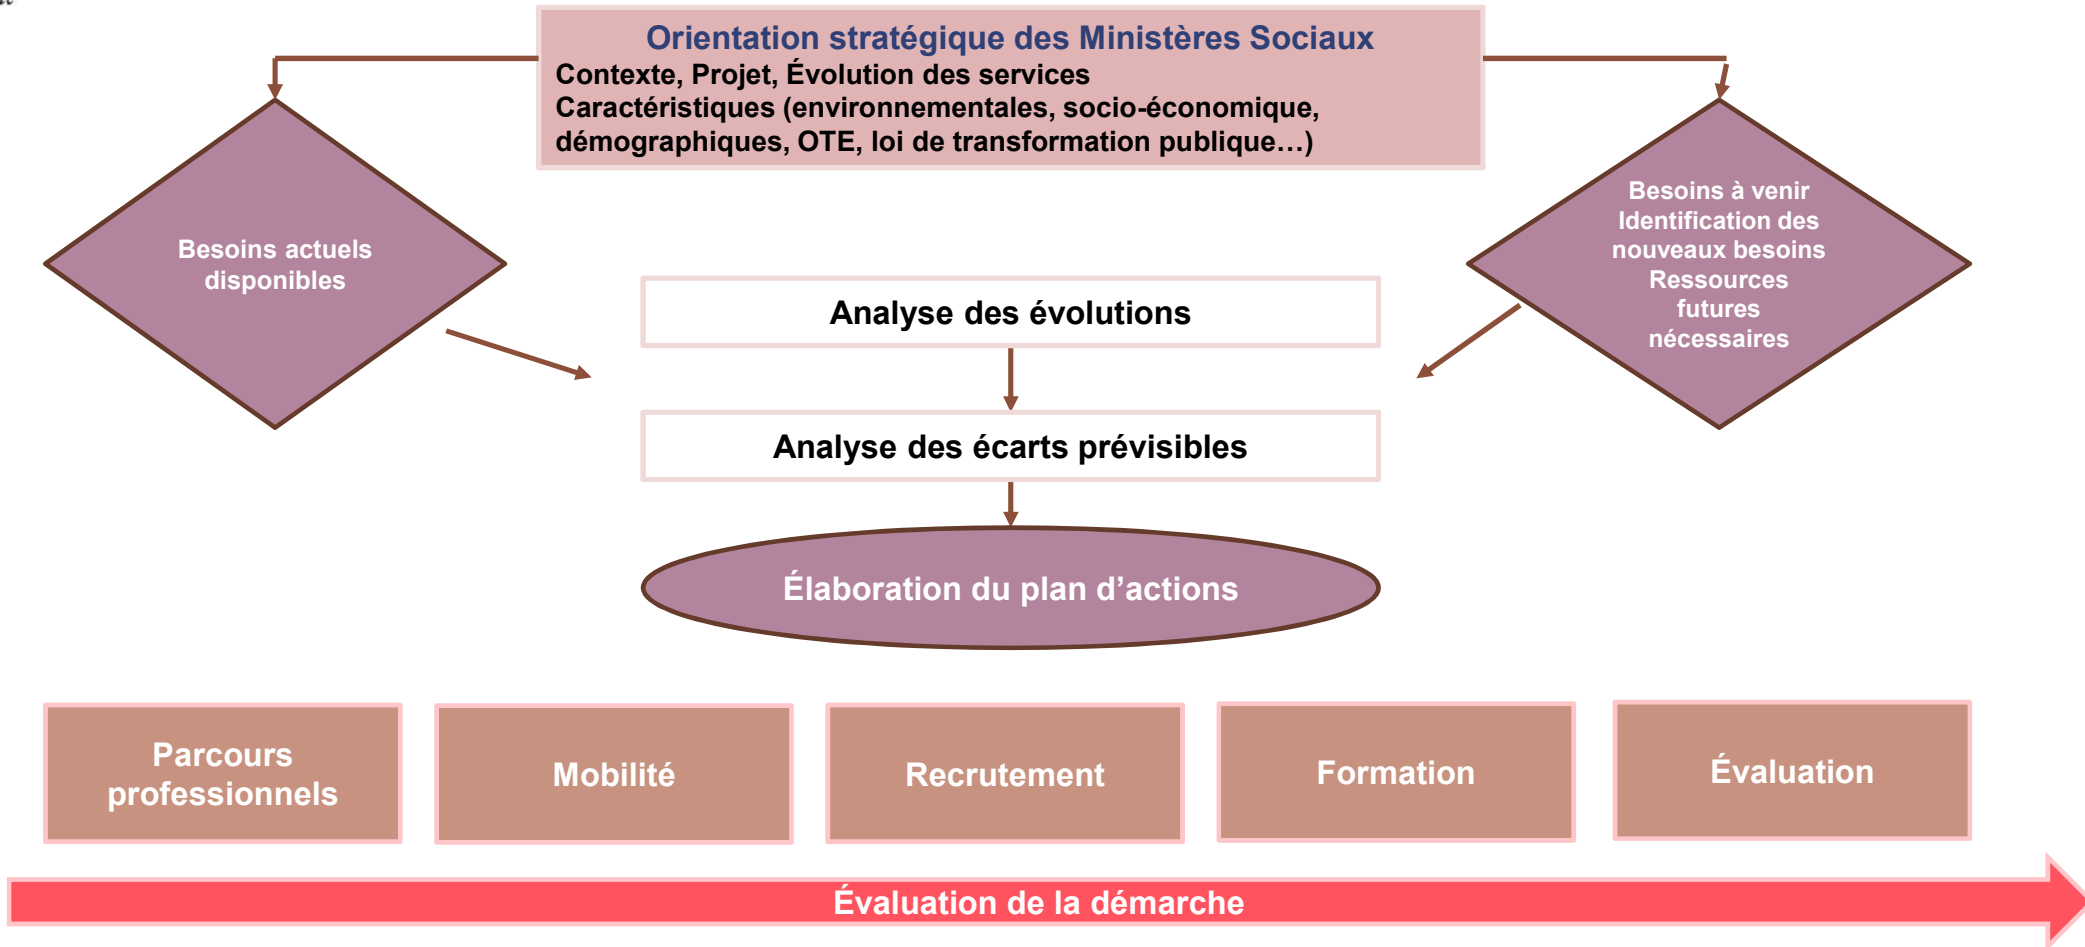 Orientation stratégique des Ministères Sociaux
Contexte, Projet, Évolution des services
Caractéristiques (environnementales, socio-économique,
démographiques, OTE, loi de transformation publique…)
Besoins actuels
disponibles
Besoins à venir
Identification des
nouveaux besoins
Ressources
futures
nécessaires
Analyse des évolutions
Analyse des écarts prévisibles
Élaboration du plan d’actions
Parcours
professionnels
Mobilité
Recrutement
Formation
Évaluation
Évaluation de la démarche